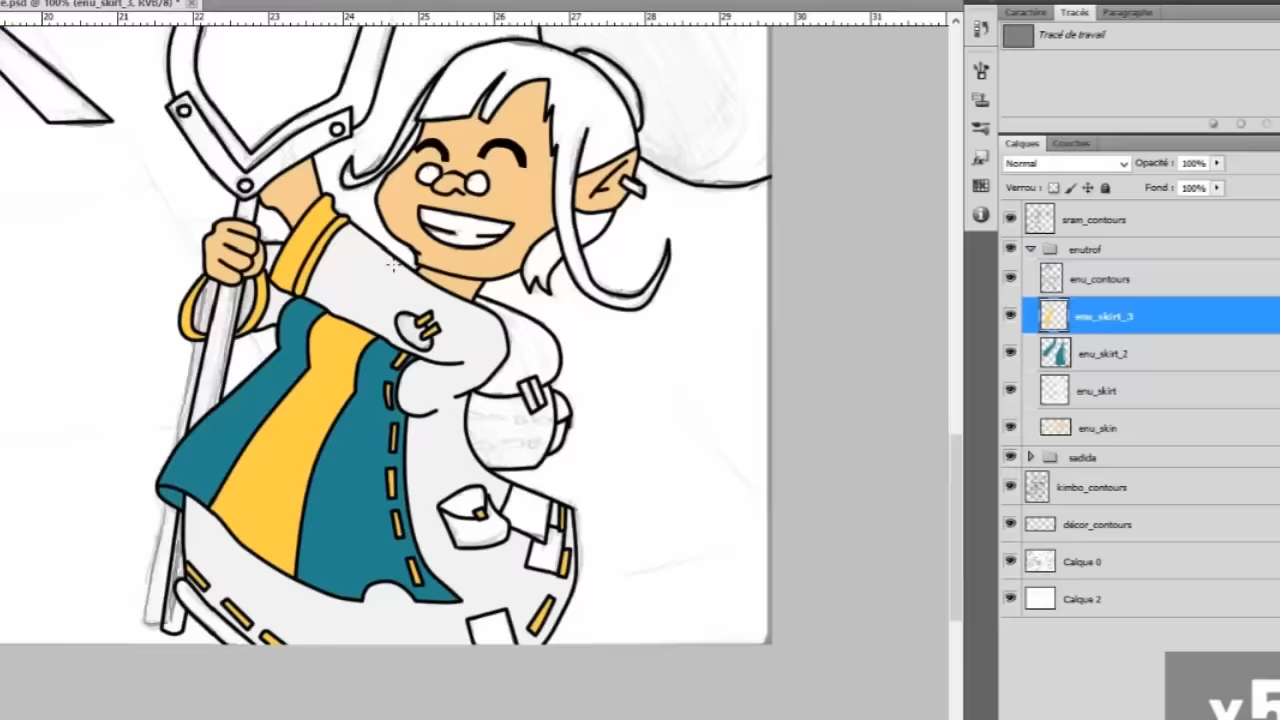 e.psd @ 100% (enu_skirt_3, RVB/8) *
20 21 22 23 24 25 26 27 28 29 30 31
Caractère Tracés Paragraphe
Tracé de travail
Calques Couches
Normal Opacité : 100%
Verrou : Fond : 100%
sram_contours
enutrof
enu_contours
enu_skirt_3
enu_skirt_2
enu_skirt
enu_skin
sadida
kimbo_contours
décor_contours
Calque 0
Calque 2